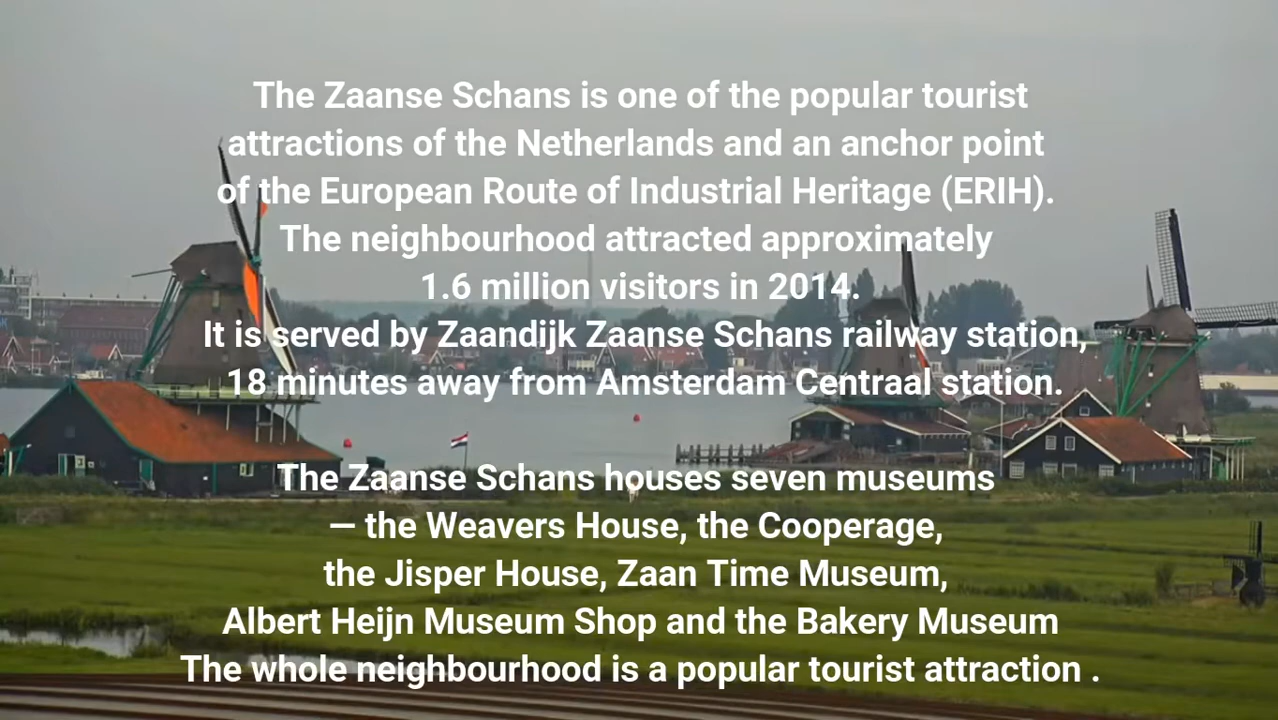 The Zaanse Schans is one of the popular tourist
attractions of the Netherlands and an anchor point
of the European Route of Industrial Heritage (ERIH).
The neighbourhood attracted approximately
1.6 million visitors in 2014.
It is served by Zaandijk Zaanse Schans railway station,
18 minutes away from Amsterdam Centraal station.
The Zaanse Schans houses seven museums
— the Weavers House, the Cooperage,
the Jisper House, Zaan Time Museum,
Albert Heijn Museum Shop and the Bakery Museum
The whole neighbourhood is a popular tourist attraction .